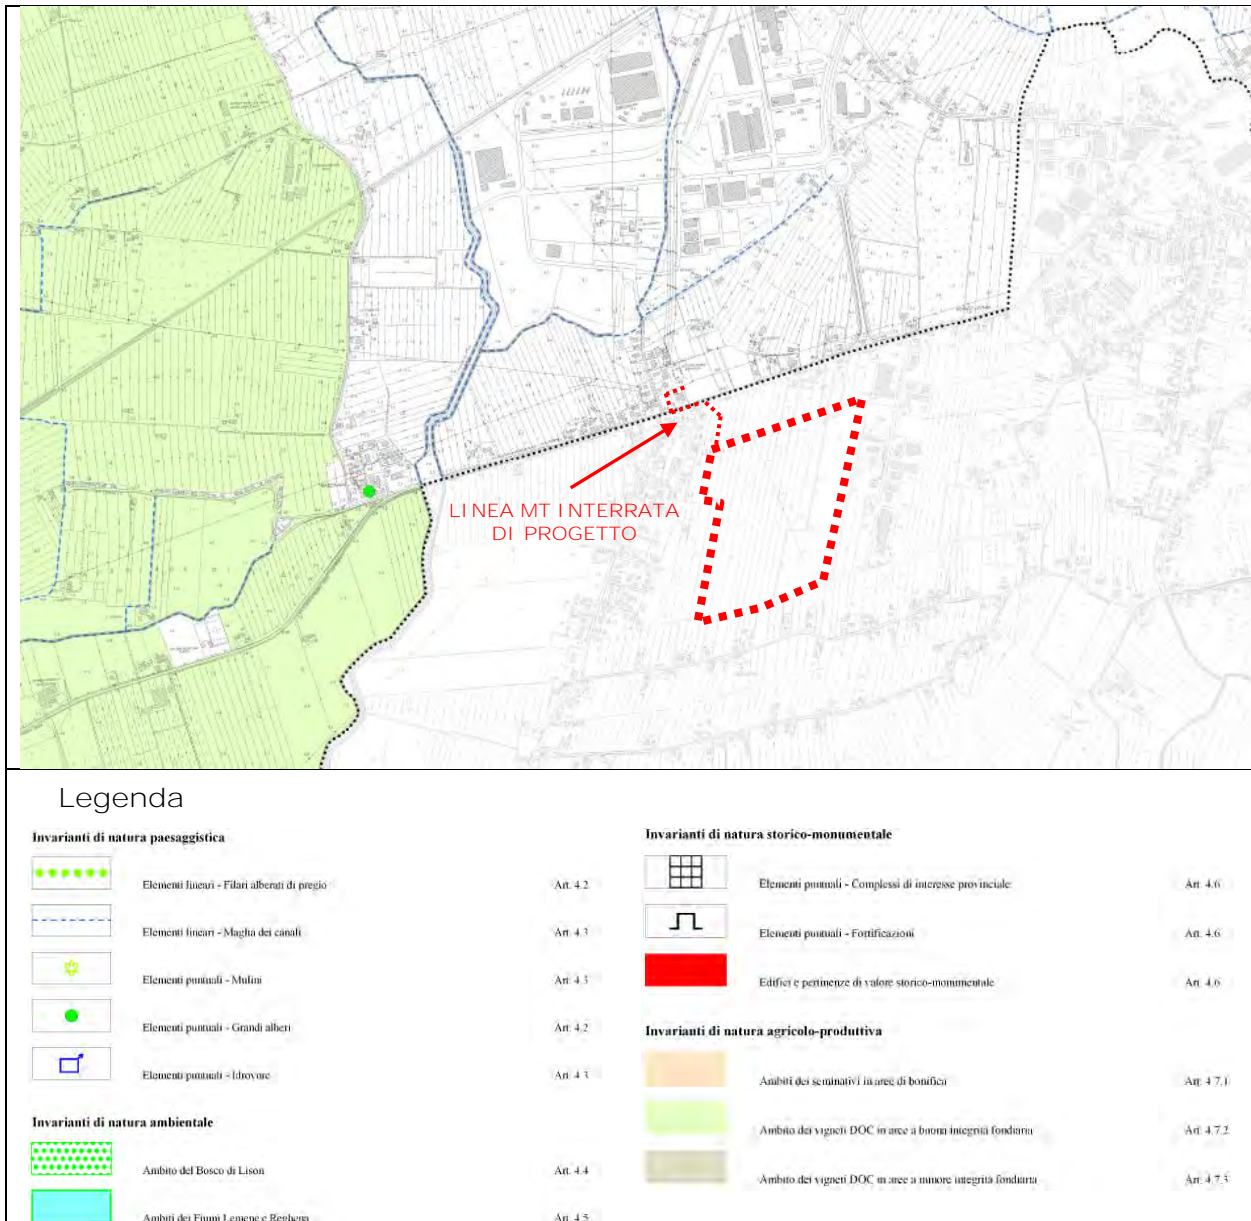 LINEA MT INTERRATA
DI PROGETTO
Legenda
Invarianti di natura paesaggistica
Elementi lineari - Filari alberati di pregio Art. 4.2
Elementi lineari - Maglia dei canali Art. 4.3
Elementi puntuali - Mulini Art. 4.3
Elementi puntuali - Grandi alberi Art. 4.2
Elementi puntuali - Idrovore Art. 4.3
Invarianti di natura ambientale
Ambito del Bosco di Lison Art. 4.4
Ambiti dei Fiumi Lemene e Reghena Art. 4.5
Invarianti di natura storico-monumentale
Elementi puntuali - Complessi di interesse provinciale Art. 4.6
Elementi puntuali - Fortificazioni Art. 4.6
Edifici e pertinenze di valore storico-monumentale Art. 4.6
Invarianti di natura agricolo-produttiva
Ambiti dei seminativi in aree di bonifica Art. 4.7.1
Ambito dei vigneti DOC in aree a buona integrità fondiaria Art. 4.7.2
Ambito dei vigneti DOC in aree a minore integrità fondiaria Art. 4.7.3